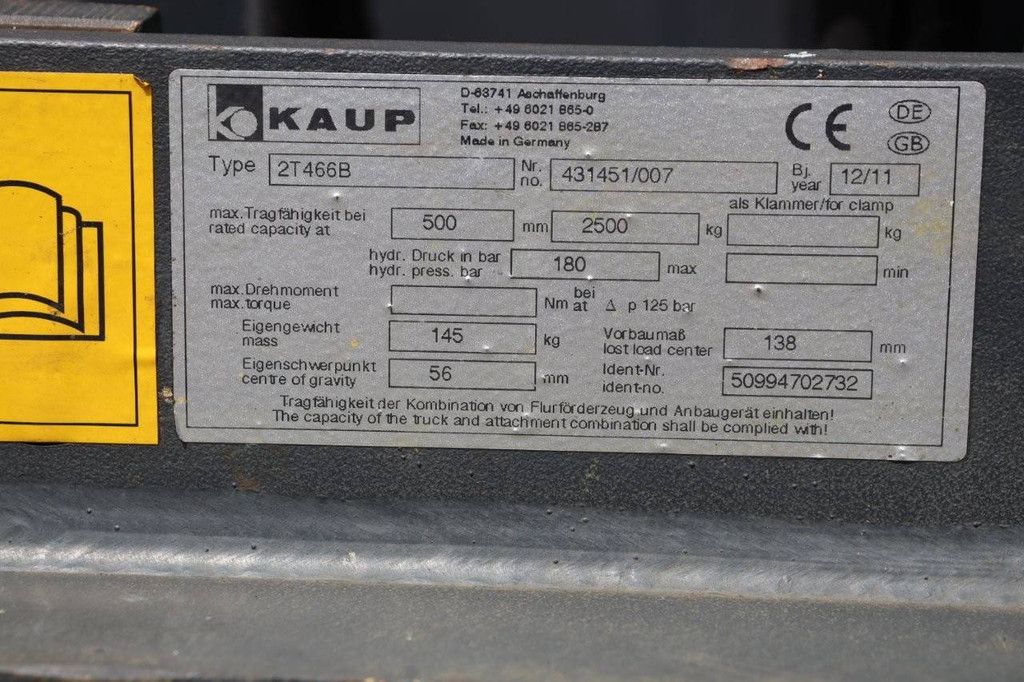 KAUP
D-63741 Aschaffenburg
Tel.: +49 6021 865-0
Fax: +49 6021 865-287
Made in Germany
CE DE
GB
Type 2T466B Nr. no. 431451/007 Bj. year 12/11
als Klammer/for clamp
max.Tragfähigkeit bei
rated capacity at 500 mm 2500 kg kg
hydr. Druck in bar
hydr. press. bar 180 max min
max.Drehmoment
max.torque Nm bei at Δ p 125 bar
Eigengewicht
mass 145 kg
Vorbaumaß
lost load center 138 mm
Eigenschwerpunkt
centre of gravity 56 mm
Ident-Nr.
ident-no. 50994702732
Tragfähigkeit der Kombination von Flurförderzeug und Anbaugerät einhalten!
The capacity of the truck and attachment combination shall be complied with!